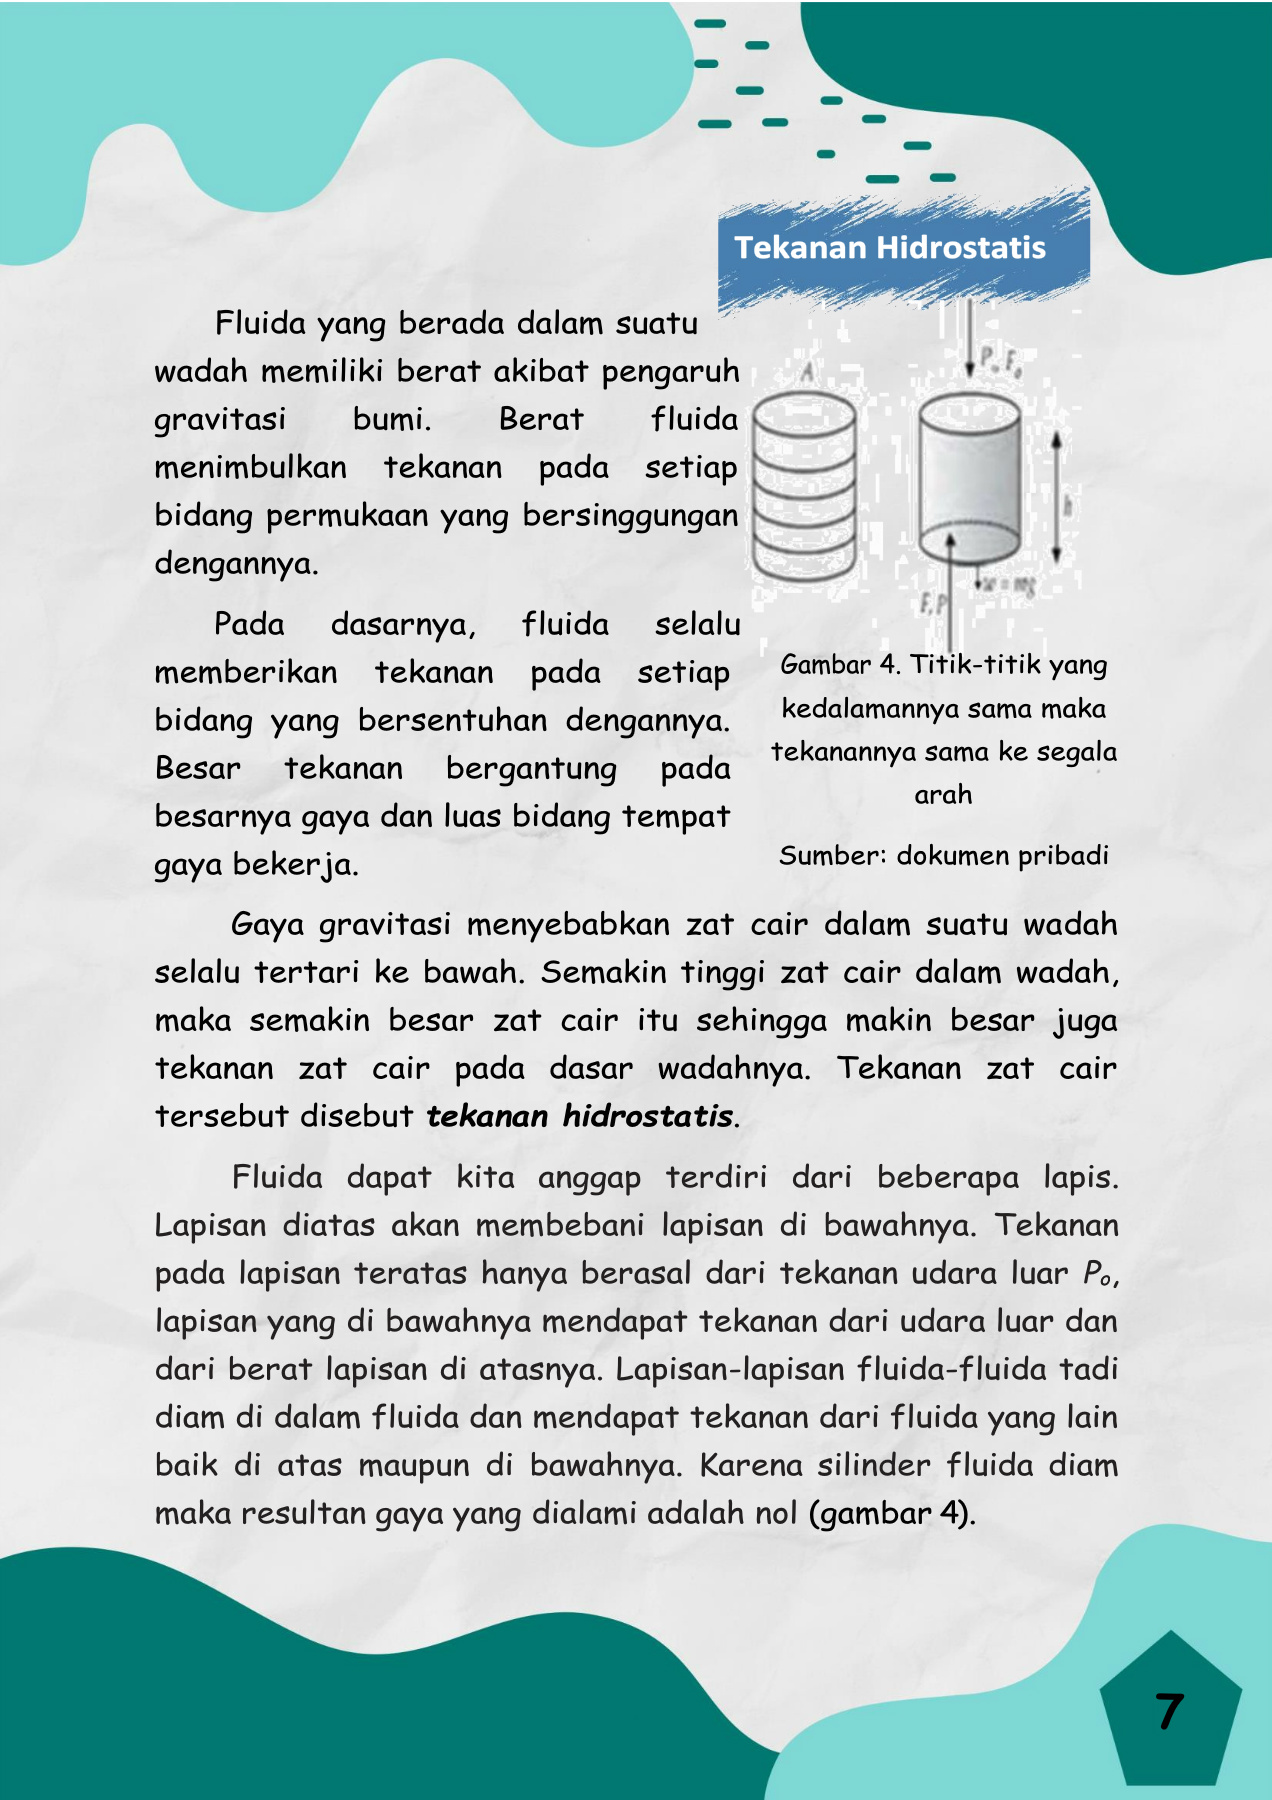 Tekanan Hidrostatis
Fluida yang berada dalam suatu
wadah memiliki berat akibat pengaruh
gravitasi bumi. Berat fluida
menimbulkan tekanan pada setiap
bidang permukaan yang bersinggungan
dengannya.
Pada dasarnya, fluida selalu
memberikan tekanan pada setiap
bidang yang bersentuhan dengannya.
Besar tekanan bergantung pada
besarnya gaya dan luas bidang tempat
gaya bekerja.
A
P₀ F₀
h
w = mg
F, P
Gambar 4. Titik-titik yang
kedalamannya sama maka
tekanannya sama ke segala
arah
Sumber: dokumen pribadi
Gaya gravitasi menyebabkan zat cair dalam suatu wadah
selalu tertari ke bawah. Semakin tinggi zat cair dalam wadah,
maka semakin besar zat cair itu sehingga makin besar juga
tekanan zat cair pada dasar wadahnya. Tekanan zat cair
tersebut disebut tekanan hidrostatis.
Fluida dapat kita anggap terdiri dari beberapa lapis.
Lapisan diatas akan membebani lapisan di bawahnya. Tekanan
pada lapisan teratas hanya berasal dari tekanan udara luar Po,
lapisan yang di bawahnya mendapat tekanan dari udara luar dan
dari berat lapisan di atasnya. Lapisan-lapisan fluida-fluida tadi
diam di dalam fluida dan mendapat tekanan dari fluida yang lain
baik di atas maupun di bawahnya. Karena silinder fluida diam
maka resultan gaya yang dialami adalah nol (gambar 4).
7